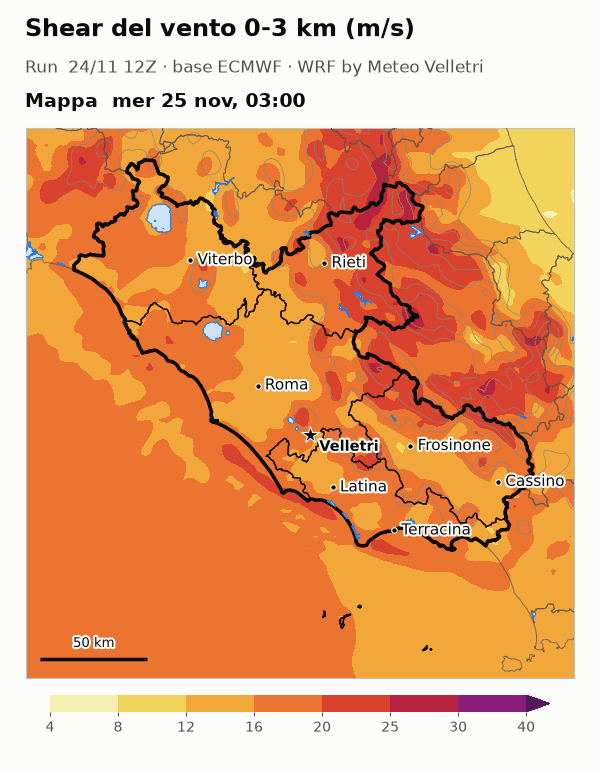 Shear del vento 0-3 km (m/s)
Run  24/11 12Z · base ECMWF · WRF by Meteo Velletri
Mappa  mer 25 nov, 03:00
Viterbo
Rieti
Roma
Velletri
Frosinone
Cassino
Latina
Terracina
50 km
4 8 12 16 20 25 30 40